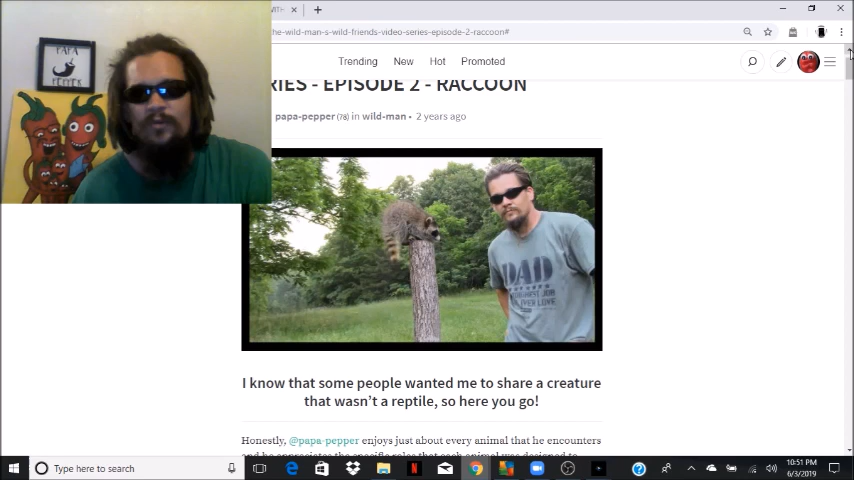 he-wild-man-s-wild-friends-video-series-episode-2-raccoon#
Trending New Hot Promoted
RIES - EPISODE 2 - RACCOON
papa-pepper (78) in wild-man • 2 years ago
PAPA
PEPPER
DAD
I know that some people wanted me to share a creature
that wasn't a reptile, so here you go!
Honestly, @papa-pepper enjoys just about every animal that he encounters
Type here to search
10:51 PM
6/3/2019